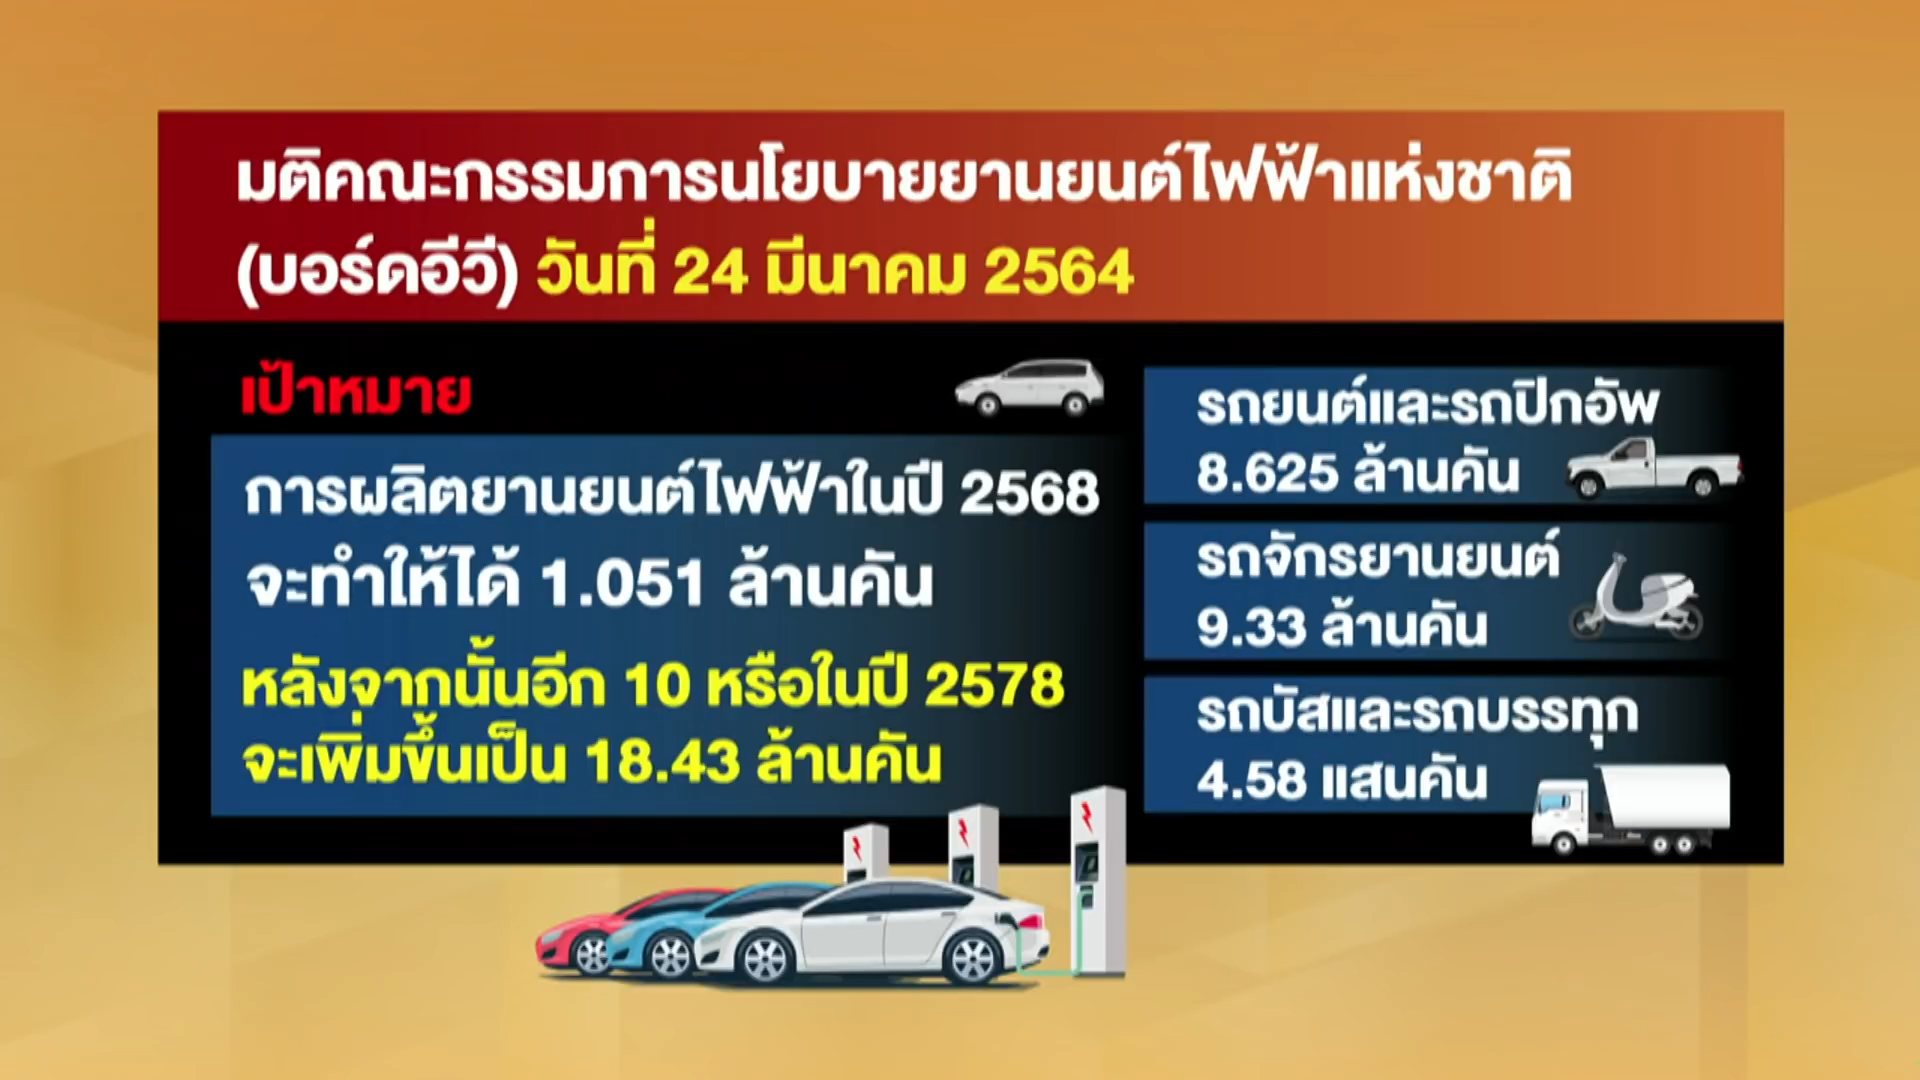 มติคณะกรรมการนโยบายยานยนต์ไฟฟ้าแห่งชาติ
(บอร์ดอีวี) วันที่ 24 มีนาคม 2564
เป้าหมาย
การผลิตยานยนต์ไฟฟ้าในปี 2568
จะทำให้ได้ 1.051 ล้านคัน
หลังจากนั้นอีก 10 หรือในปี 2578
จะเพิ่มขึ้นเป็น 18.43 ล้านคัน
รถยนต์และรถปิกอัพ
8.625 ล้านคัน
รถจักรยานยนต์
9.33 ล้านคัน
รถบัสและรถบรรทุก
4.58 แสนคัน